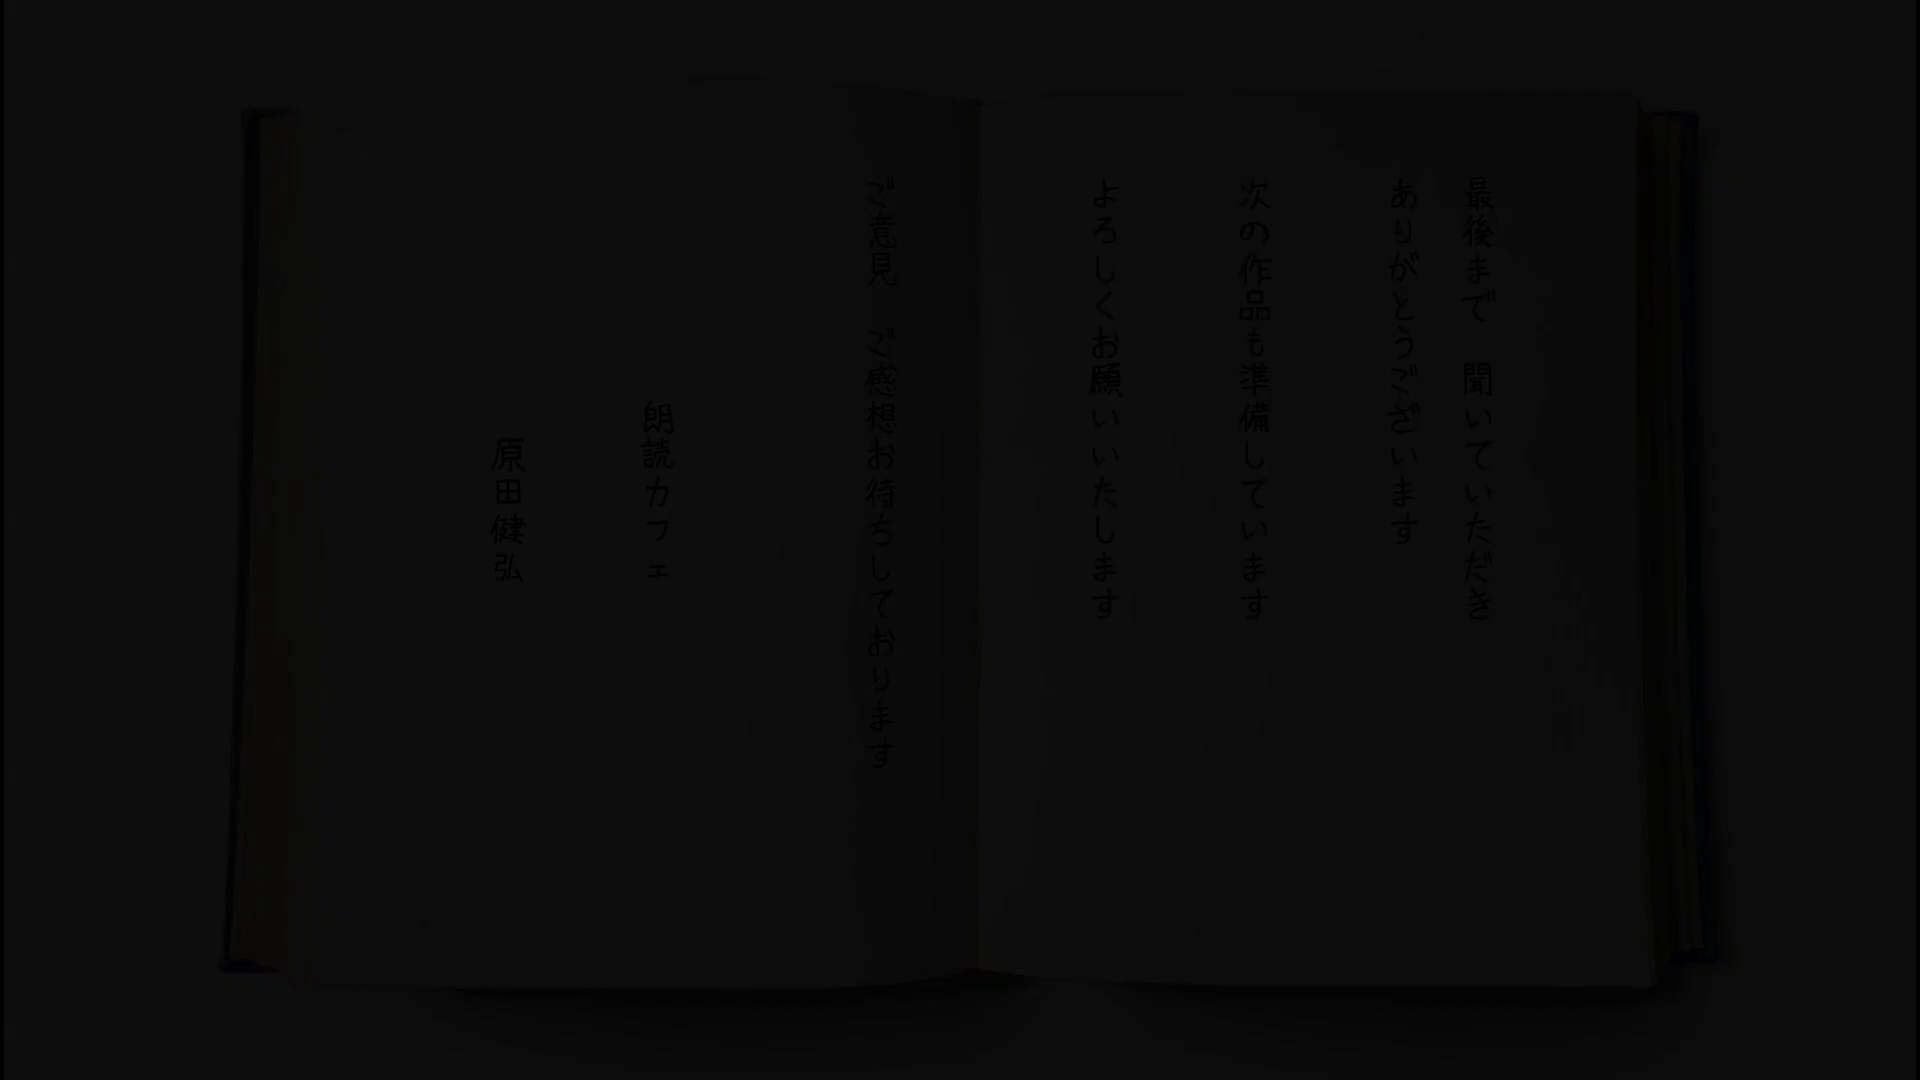 最後まで　聞いていただき
ありがとうございます
次の作品も準備しています
よろしくお願いいたします
ご意見　ご感想お待ちしております
朗読カフェ
原田健弘